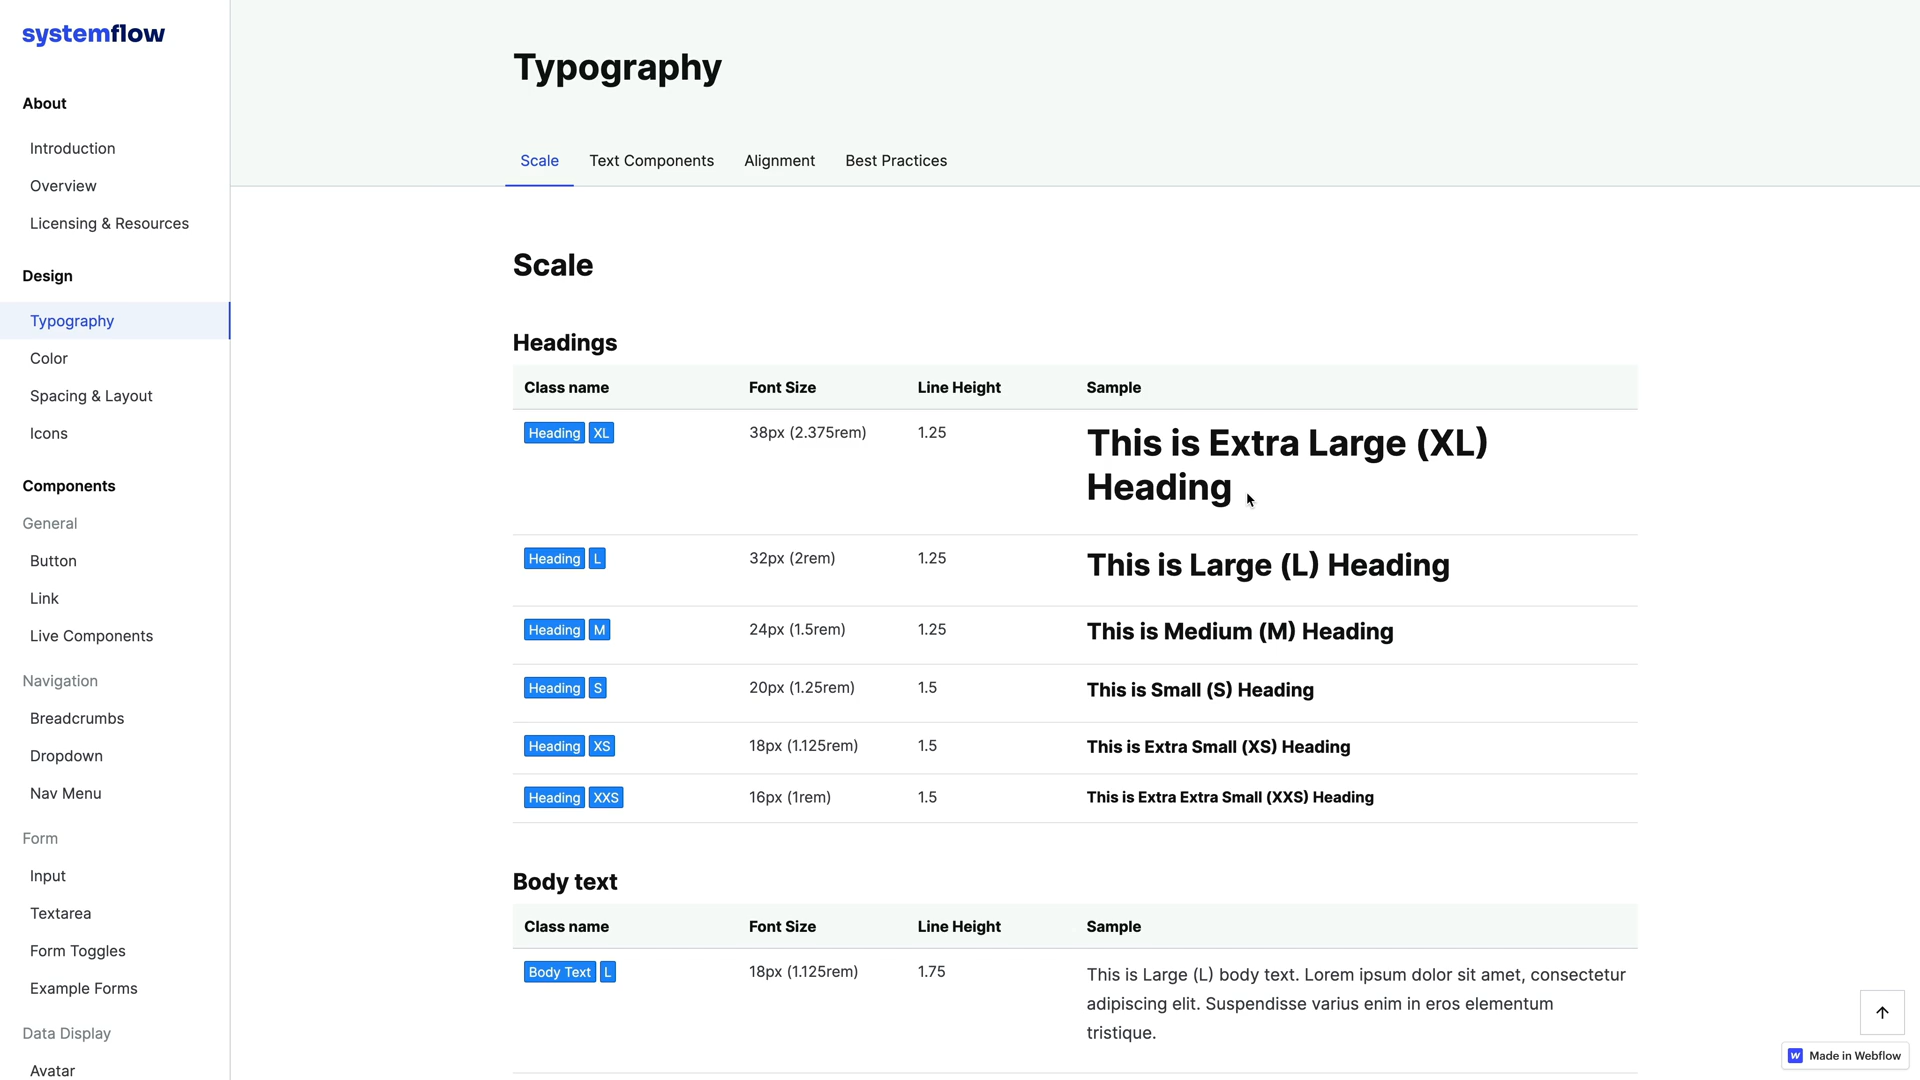 systemflow
About
Introduction
Overview
Licensing & Resources
Design
Typography
Color
Spacing & Layout
Icons
Components
General
Button
Link
Live Components
Navigation
Breadcrumbs
Dropdown
Nav Menu
Form
Input
Textarea
Form Toggles
Example Forms
Data Display
Avatar
Typography
Scale Text Components Alignment Best Practices
Scale
Headings
Class name Font Size Line Height Sample
Heading XL 38px (2.375rem) 1.25 This is Extra Large (XL)
Heading
Heading L 32px (2rem) 1.25 This is Large (L) Heading
Heading M 24px (1.5rem) 1.25 This is Medium (M) Heading
Heading S 20px (1.25rem) 1.5 This is Small (S) Heading
Heading XS 18px (1.125rem) 1.5 This is Extra Small (XS) Heading
Heading XXS 16px (1rem) 1.5 This is Extra Extra Small (XXS) Heading
Body text
Class name Font Size Line Height Sample
Body Text L 18px (1.125rem) 1.75 This is Large (L) body text. Lorem ipsum dolor sit amet, consectetur
adipiscing elit. Suspendisse varius enim in eros elementum
tristique.
Made in Webflow